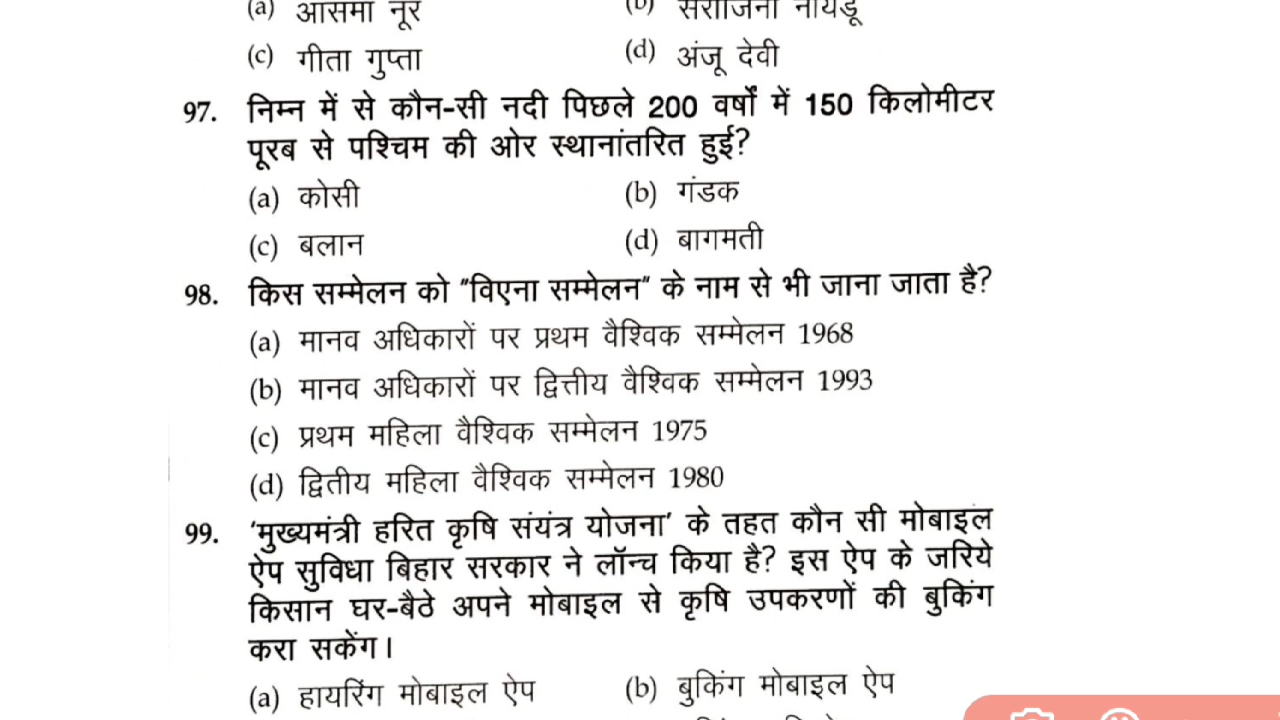 (a) आसमा नूर (b) सरोजिनी नायडू
(c) गीता गुप्ता (d) अंजू देवी
97. निम्न में से कौन-सी नदी पिछले 200 वर्षों में 150 किलोमीटर
पूरब से पश्चिम की ओर स्थानांतरित हुई?
(a) कोसी (b) गंडक
(c) बलान (d) बागमती
98. किस सम्मेलन को "विएना सम्मेलन" के नाम से भी जाना जाता है?
(a) मानव अधिकारों पर प्रथम वैश्विक सम्मेलन 1968
(b) मानव अधिकारों पर द्वित्तीय वैश्विक सम्मेलन 1993
(c) प्रथम महिला वैश्विक सम्मेलन 1975
(d) द्वितीय महिला वैश्विक सम्मेलन 1980
99. 'मुख्यमंत्री हरित कृषि संयंत्र योजना' के तहत कौन सी मोबाइल
ऐप सुविधा बिहार सरकार ने लॉन्च किया है? इस ऐप के जरिये
किसान घर-बैठे अपने मोबाइल से कृषि उपकरणों की बुकिंग
करा सकेंग।
(a) हायरिंग मोबाइल ऐप (b) बुकिंग मोबाइल ऐप